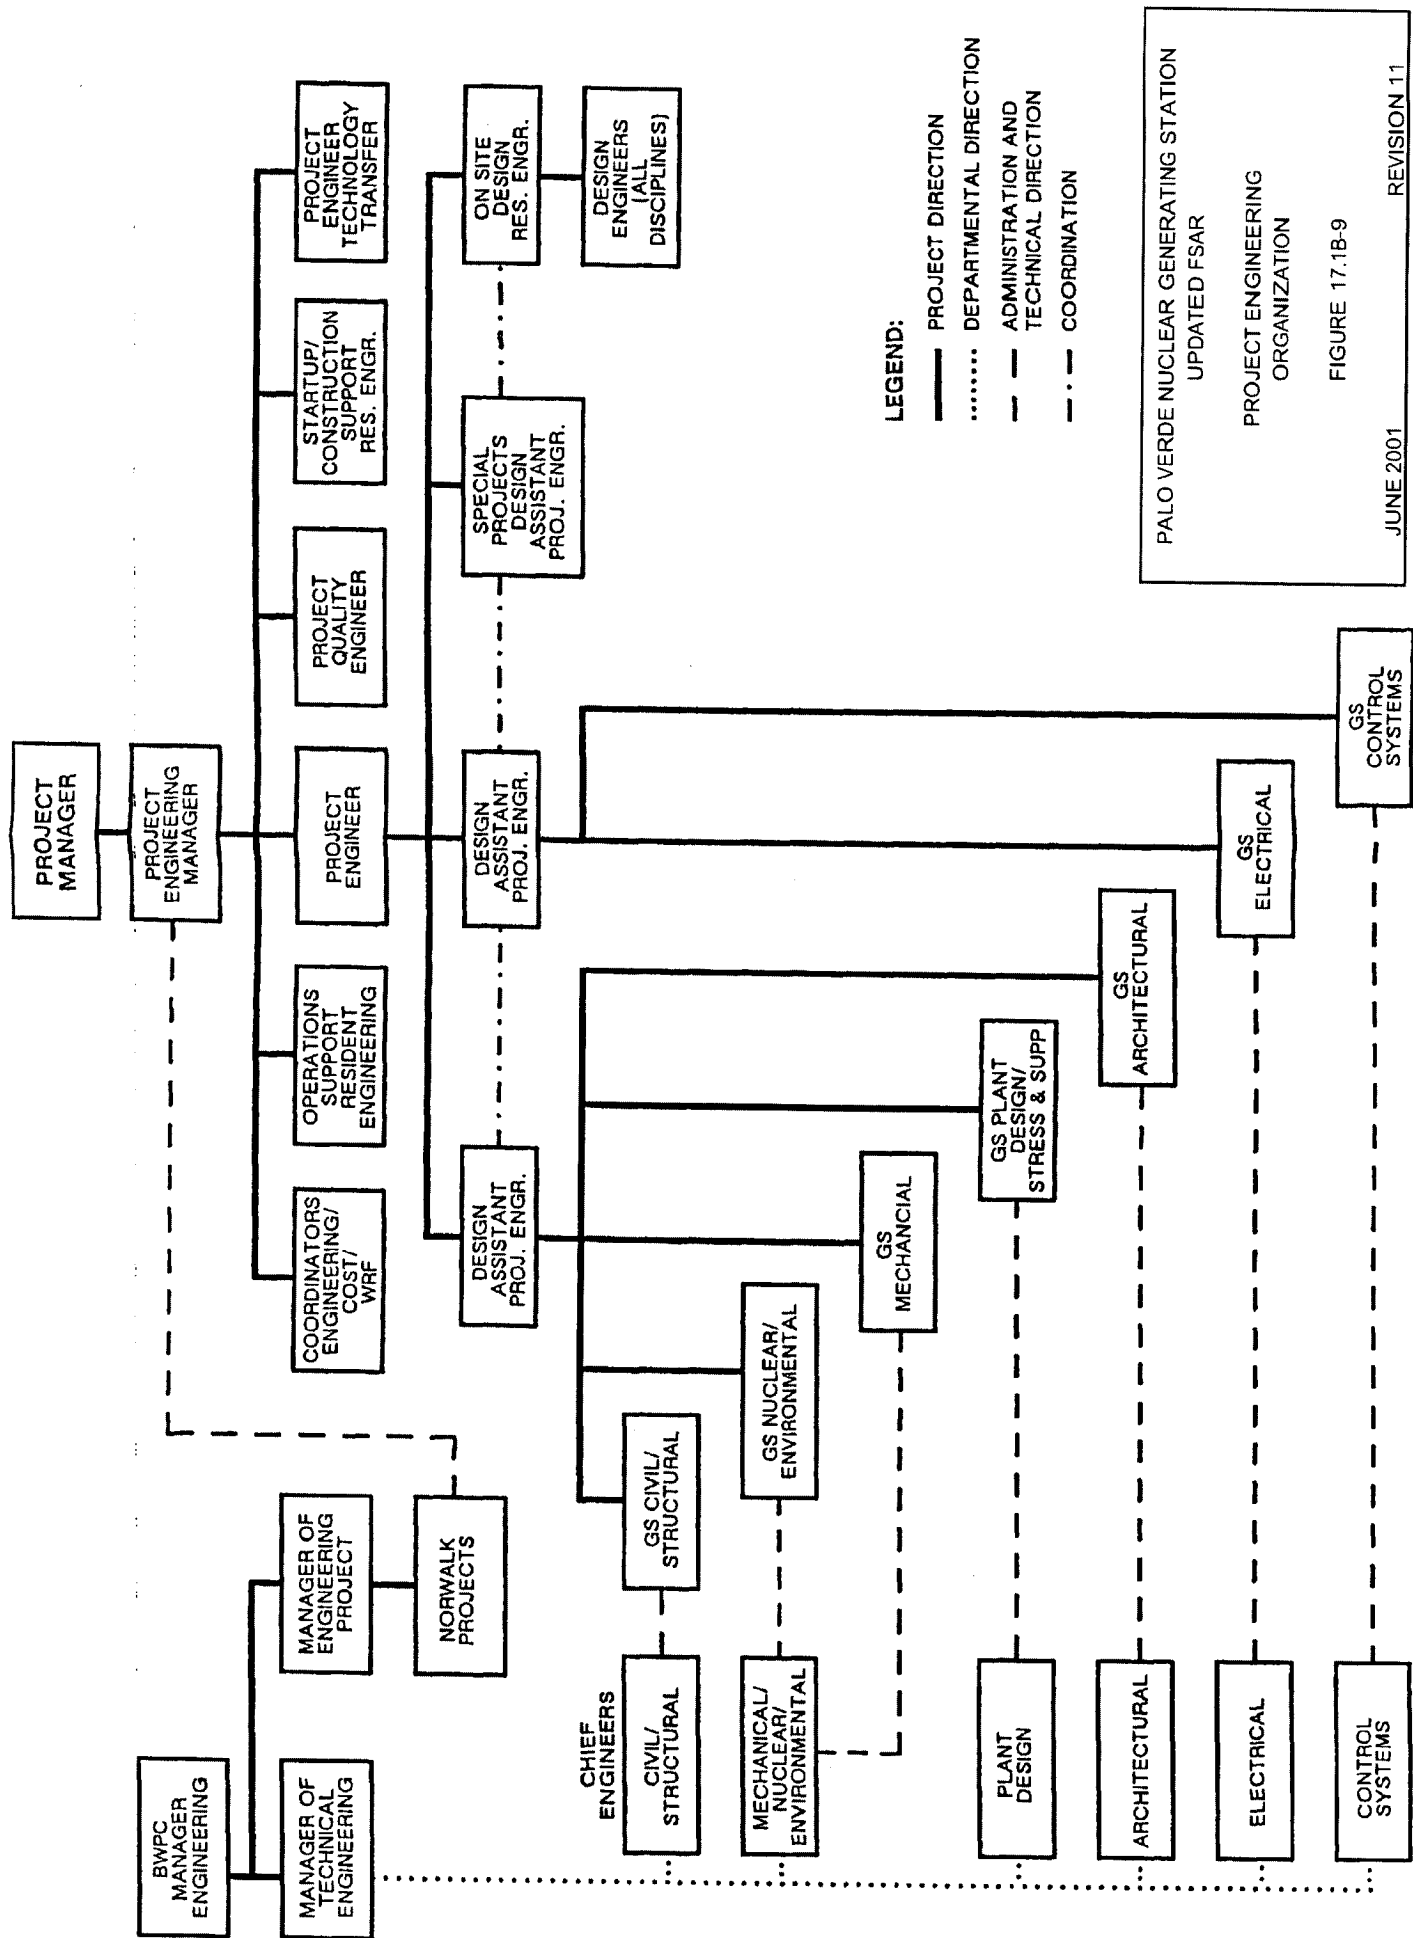 PROJECT
MANAGER
PROJECT
ENGINEERING
MANAGER
BWPC
MANAGER
ENGINEERING
MANAGER OF
TECHNICAL
ENGINEERING
MANAGER OF
ENGINEERING
PROJECT
NORWALK
PROJECTS
COORDINATORS
ENGINEERING/
COST/
WRF
OPERATIONS
SUPPORT
RESIDENT
ENGINEERING
PROJECT
ENGINEER
PROJECT
QUALITY
ENGINEER
STARTUP/
CONSTRUCTION
SUPPORT
RES. ENGR.
PROJECT
ENGINEER
TECHNOLOGY
TRANSFER
DESIGN
ASSISTANT
PROJ. ENGR.
DESIGN
ASSISTANT
PROJ. ENGR.
SPECIAL
PROJECTS
DESIGN
ASSISTANT
PROJ. ENGR.
ON SITE
DESIGN
RES. ENGR.
DESIGN
ENGINEERS
(ALL
DISCIPLINES)
CHIEF
ENGINEERS
CIVIL/
STRUCTURAL
GS CIVIL/
STRUCTURAL
MECHANICAL/
NUCLEAR/
ENVIRONMENTAL
GS NUCLEAR/
ENVIRONMENTAL
GS
MECHANCIAL
PLANT
DESIGN
GS PLANT
DESIGN/
STRESS & SUPP
ARCHITECTURAL
GS
ARCHITECTURAL
ELECTRICAL
GS
ELECTRICAL
CONTROL
SYSTEMS
GS
CONTROL
SYSTEMS
LEGEND:
PROJECT DIRECTION
DEPARTMENTAL DIRECTION
ADMINISTRATION AND
TECHNICAL DIRECTION
COORDINATION
PALO VERDE NUCLEAR GENERATING STATION
UPDATED FSAR
PROJECT ENGINEERING
ORGANIZATION
FIGURE 17.1B-9
JUNE 2001 REVISION 11